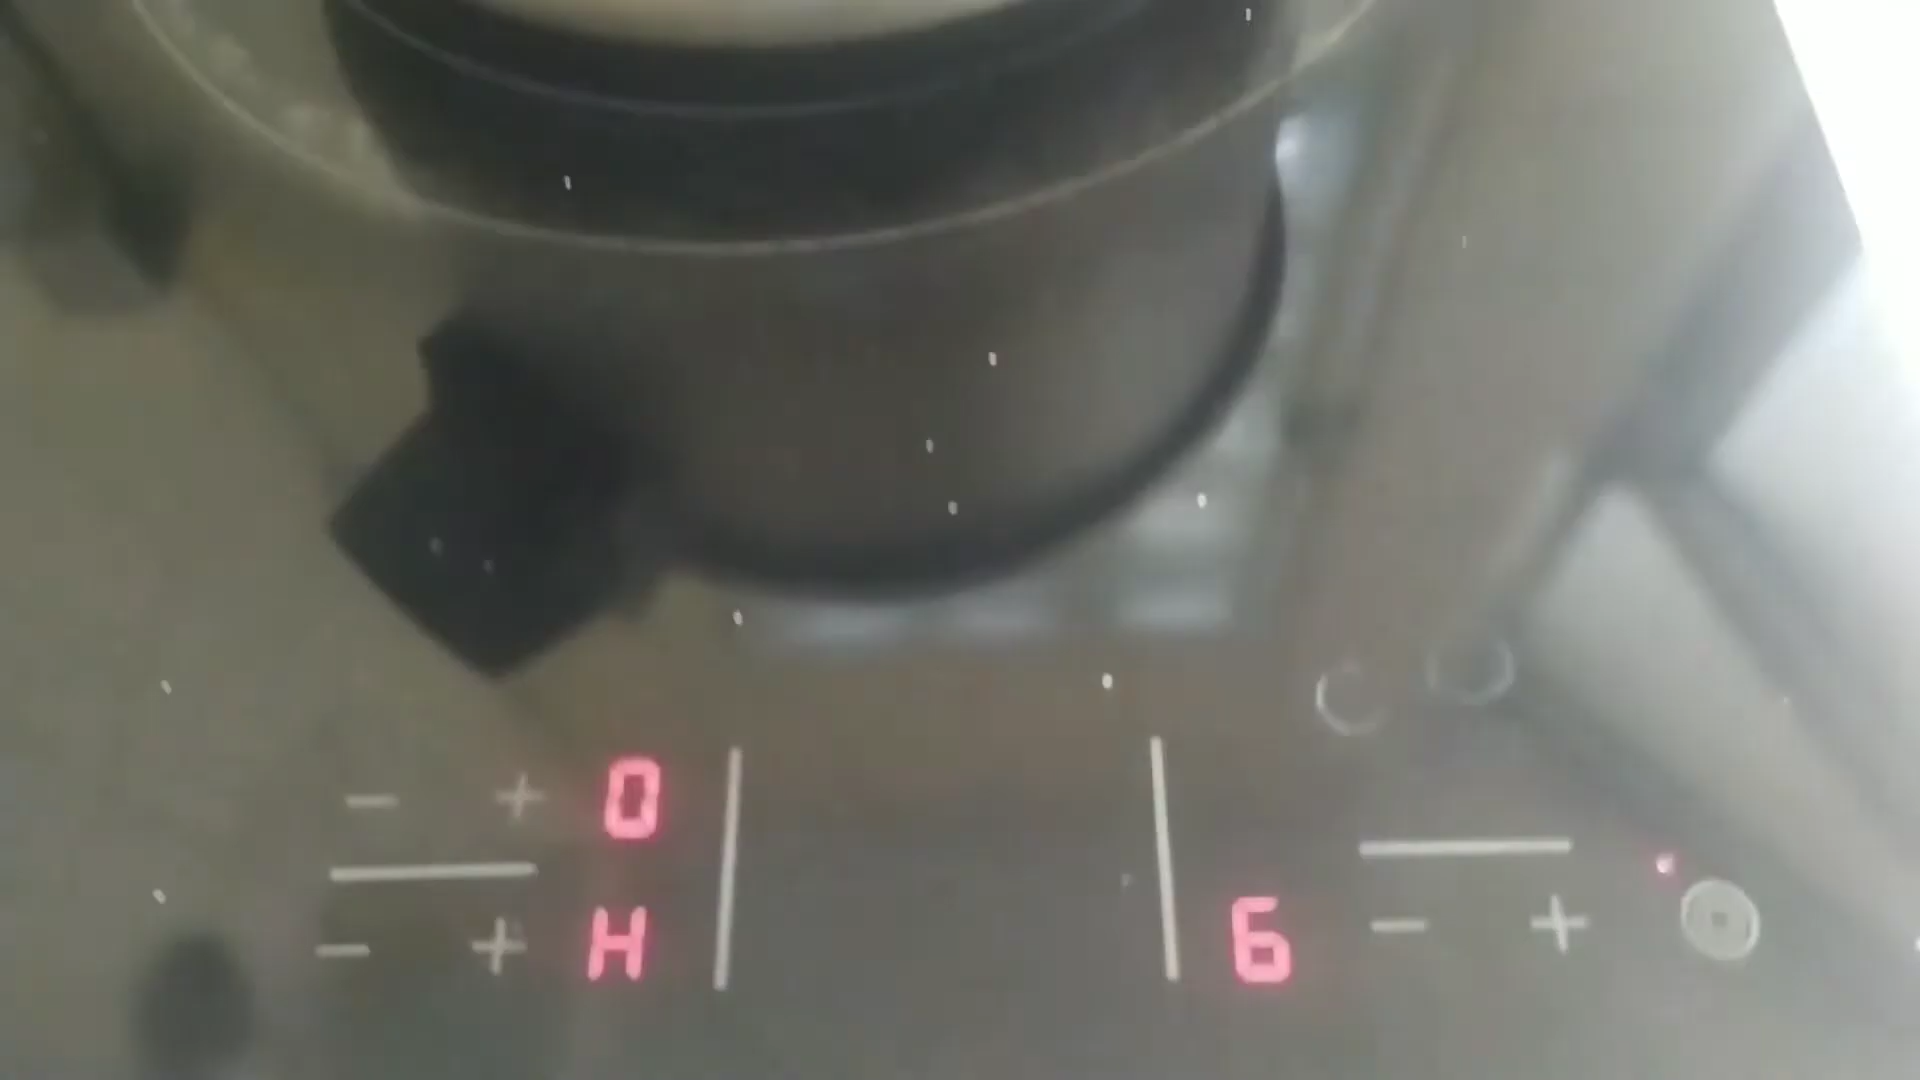 - + 0
- + H
6 - +